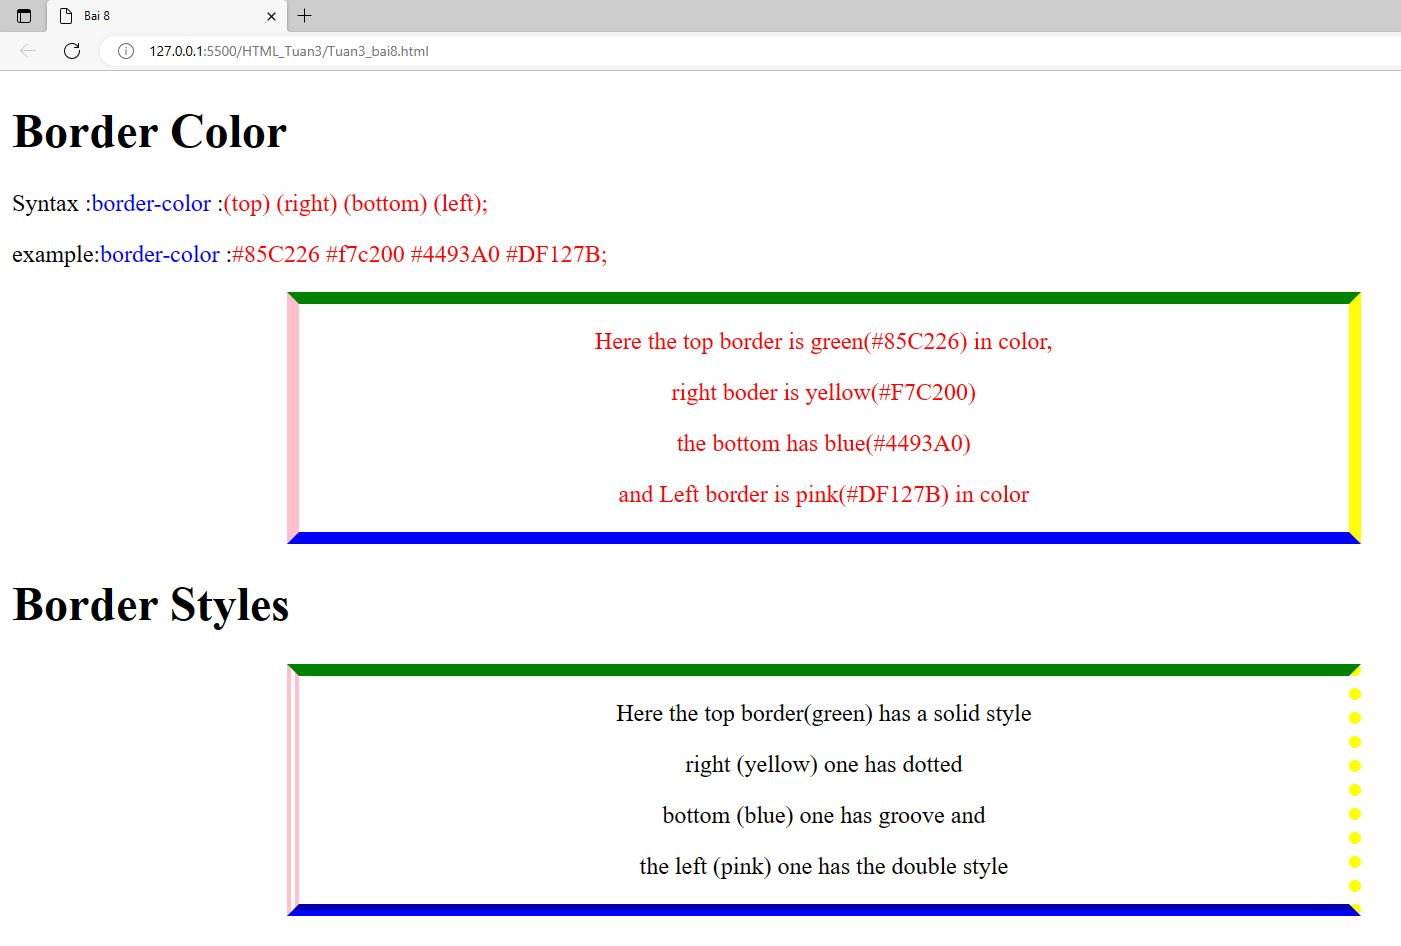 Bai 8
127.0.0.1:5500/HTML_Tuan3/Tuan3_bai8.html
Border Color
Syntax :border-color :(top) (right) (bottom) (left);
example:border-color :#85C226 #f7c200 #4493A0 #DF127B;
Here the top border is green(#85C226) in color,
right boder is yellow(#F7C200)
the bottom has blue(#4493A0)
and Left border is pink(#DF127B) in color
Border Styles
Here the top border(green) has a solid style
right (yellow) one has dotted
bottom (blue) one has groove and
the left (pink) one has the double style